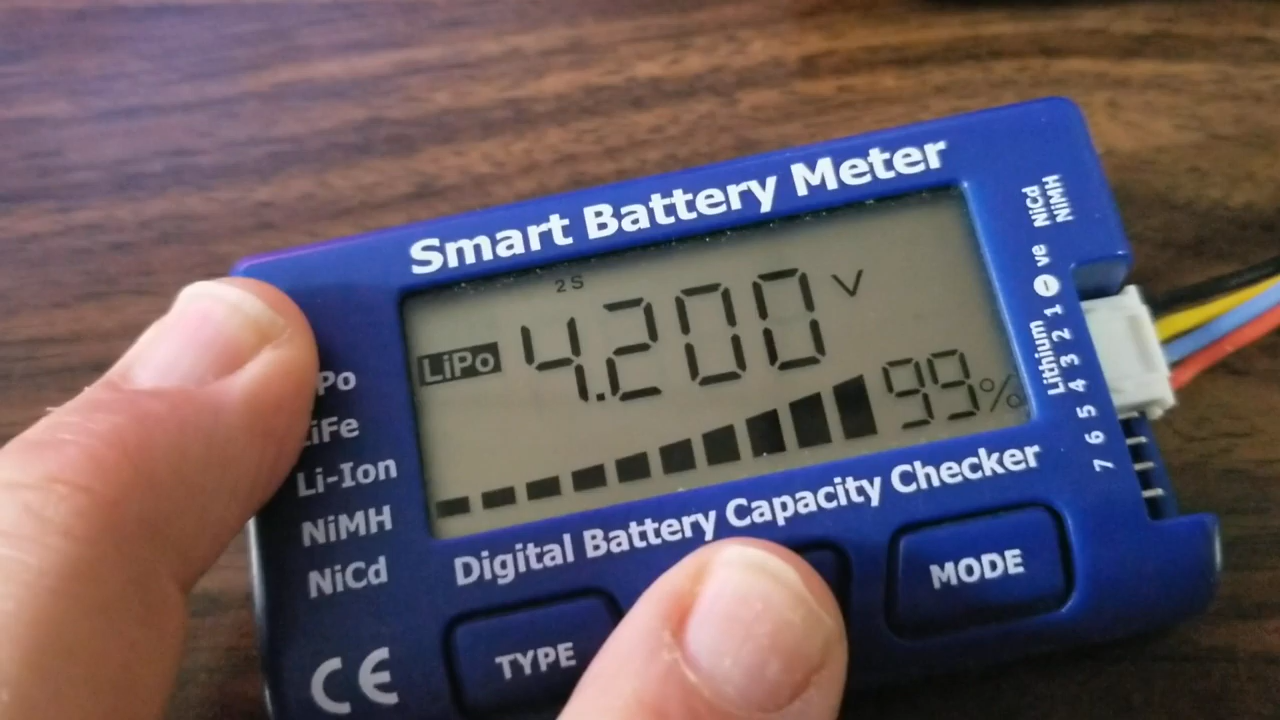 Smart Battery Meter
2S
LiPo 4.200 V
99%
Po
iFe
Li-Ion
NiMH
NiCd
Digital Battery Capacity Checker
CE
TYPE
MODE
NiCd
NiMH
Lithium
7 6 5 4 3 2 1 ve